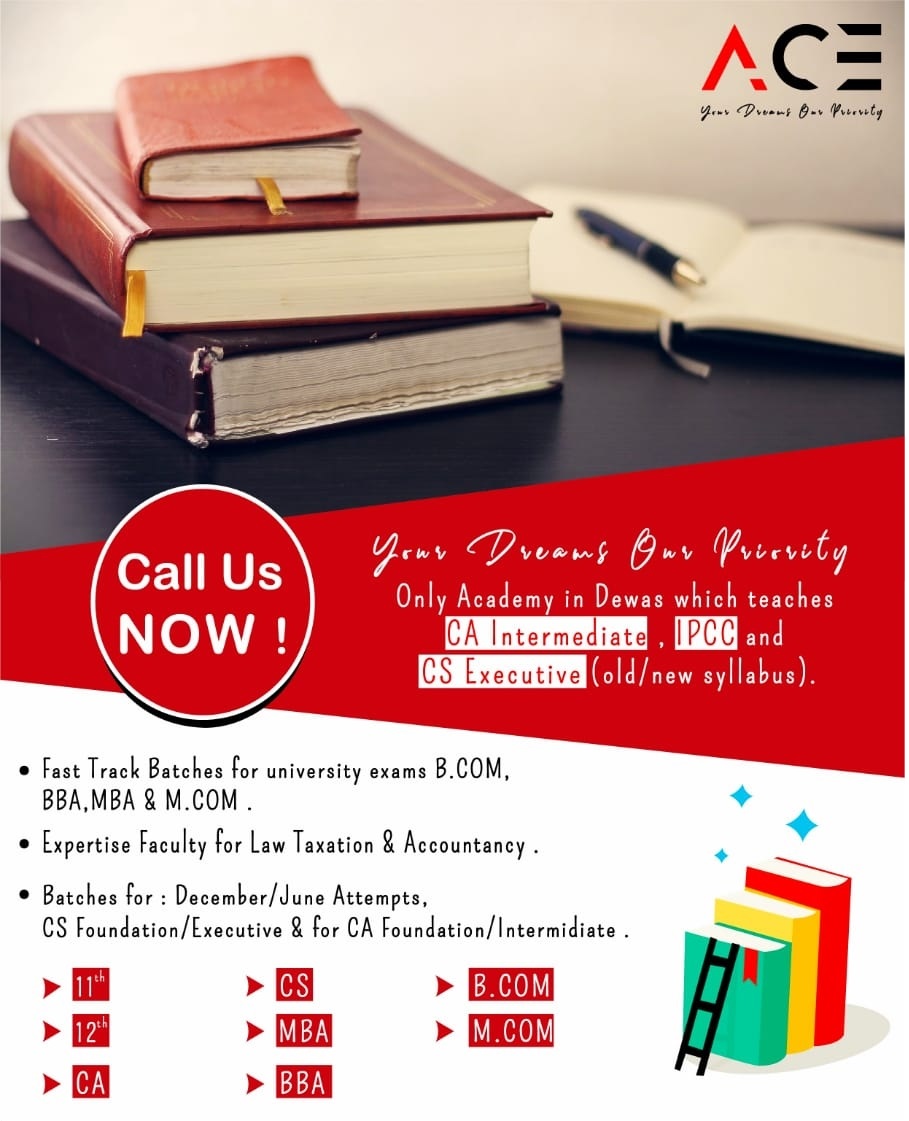 ACE
Your Dreams Our Priority
Call Us
NOW !
Your Dreams Our Priority
Only Academy in Dewas which teaches
CA Intermediate , IPCC and
CS Executive (old/new syllabus).
• Fast Track Batches for university exams B.COM,
BBA,MBA & M.COM .
• Expertise Faculty for Law Taxation & Accountancy .
• Batches for : December/June Attempts,
CS Foundation/Executive & for CA Foundation/Intermidiate .
➤ 11th
➤ 12th
➤ CA
➤ CS
➤ MBA
➤ BBA
➤ B.COM
➤ M.COM